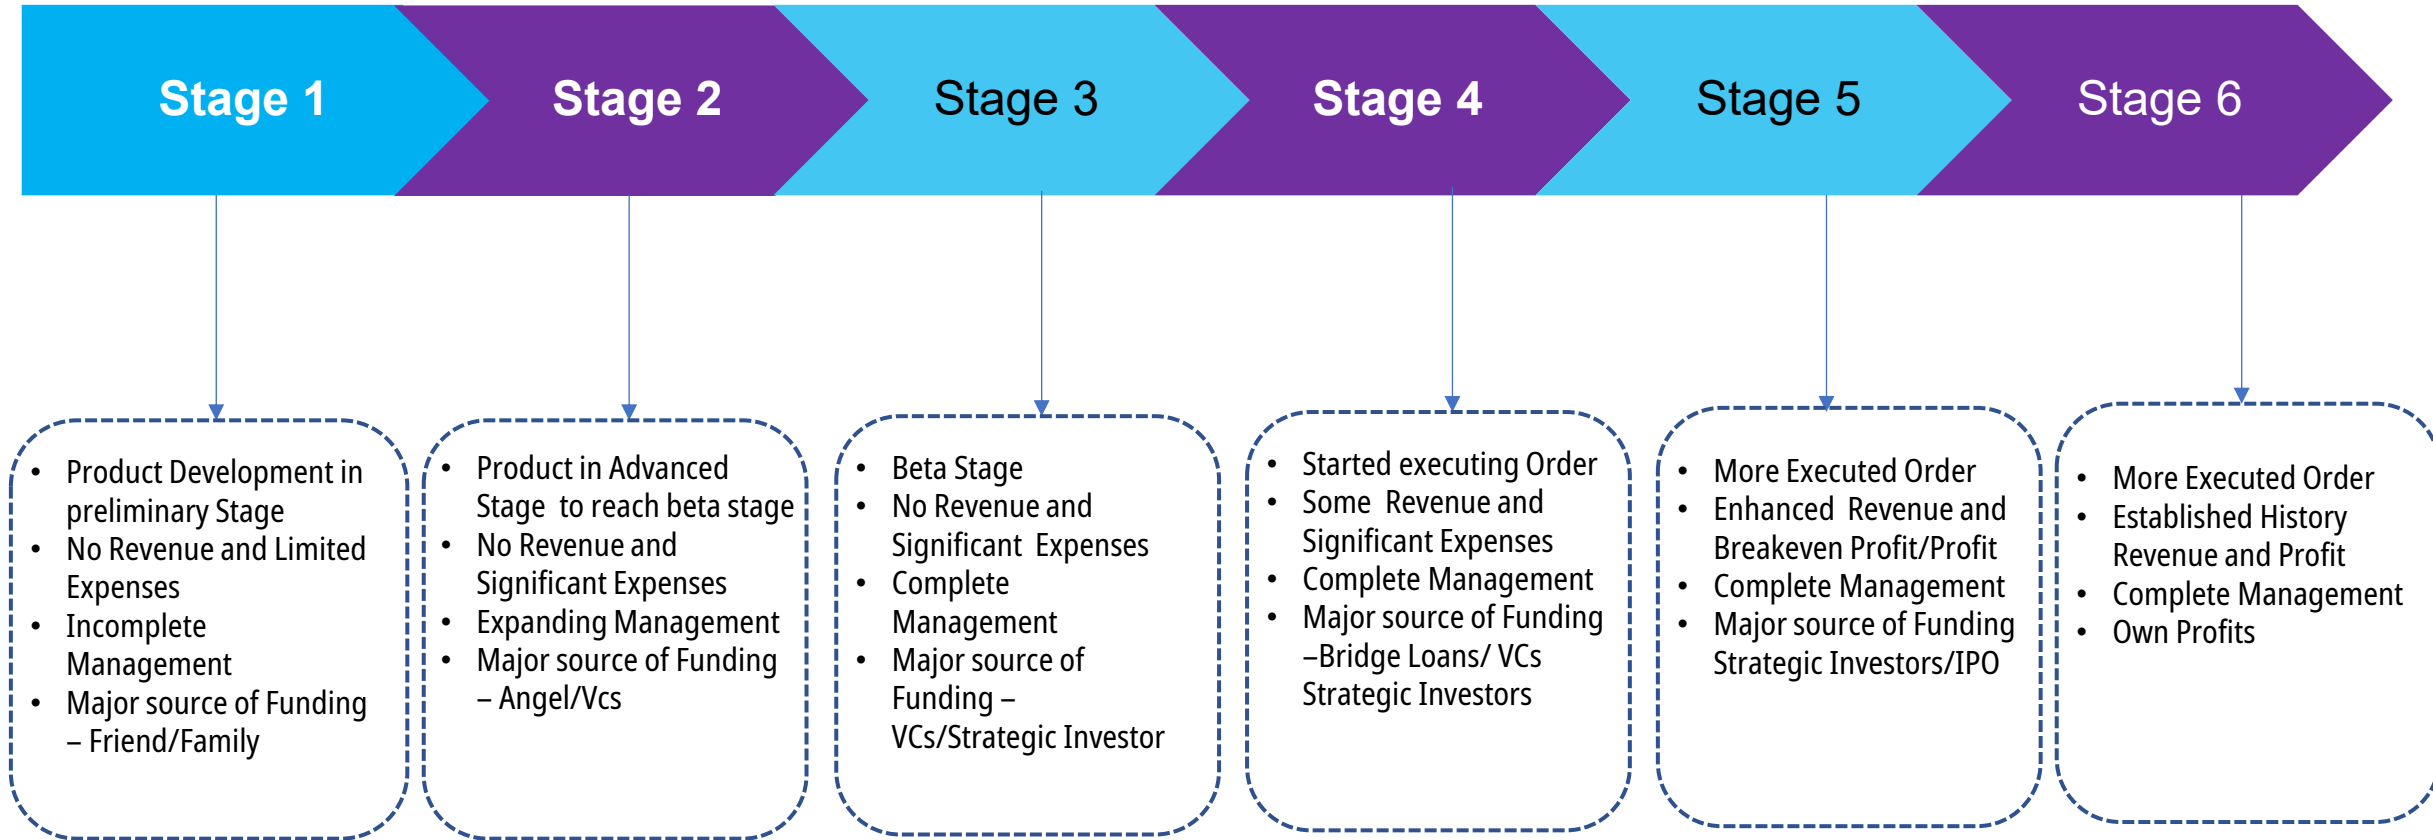 Stage 1
Stage 2
Stage 3
Stage 4
Stage 5
Stage 6
• Product Development in
preliminary Stage
• No Revenue and Limited
Expenses
• Incomplete
Management
• Major source of Funding
– Friend/Family
• Product in Advanced
Stage to reach beta stage
• No Revenue and
Significant Expenses
• Expanding Management
• Major source of Funding
– Angel/Vcs
• Beta Stage
• No Revenue and
Significant Expenses
• Complete
Management
• Major source of
Funding –
VCs/Strategic Investor
• Started executing Order
• Some Revenue and
Significant Expenses
• Complete Management
• Major source of Funding
–Bridge Loans/ VCs
Strategic Investors
• More Executed Order
• Enhanced Revenue and
Breakeven Profit/Profit
• Complete Management
• Major source of Funding
Strategic Investors/IPO
• More Executed Order
• Established History
Revenue and Profit
• Complete Management
• Own Profits